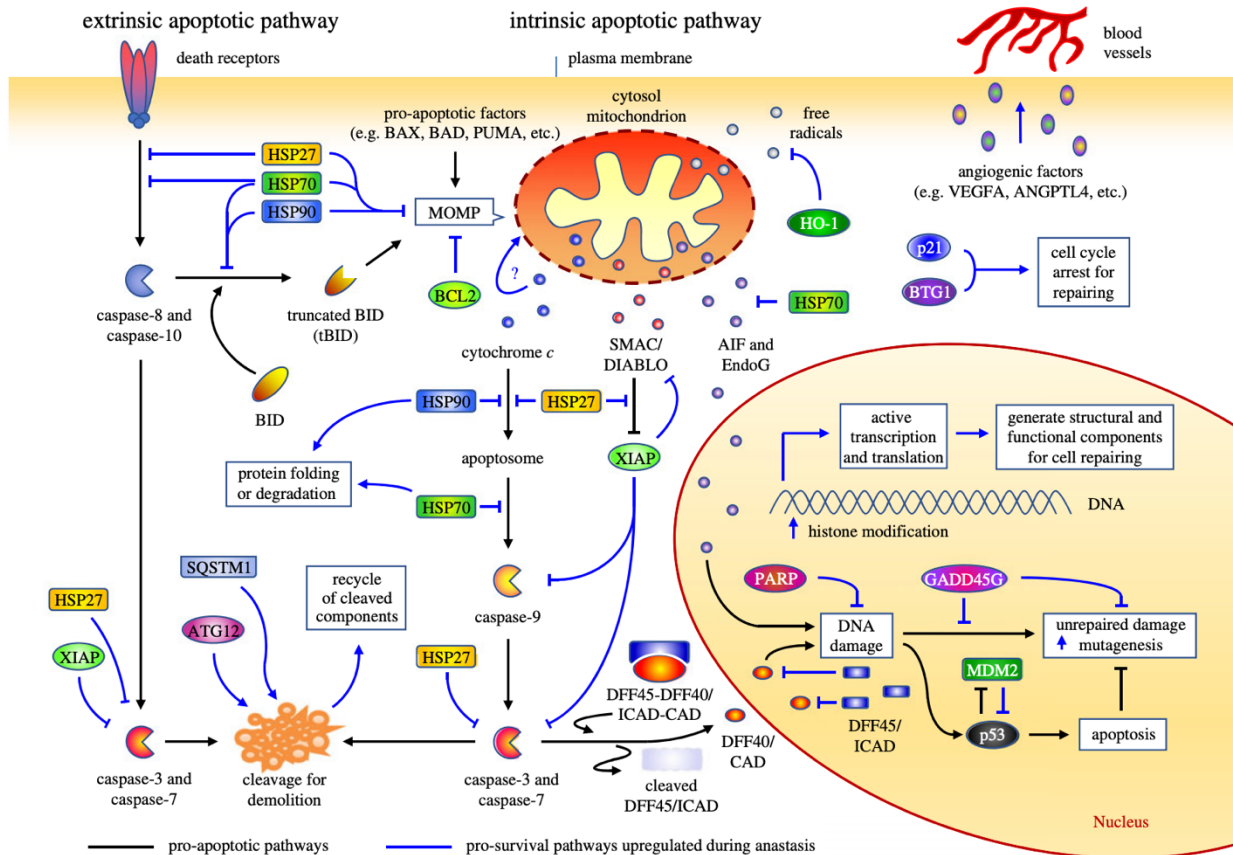 extrinsic apoptotic pathway
intrinsic apoptotic pathway
death receptors
plasma membrane
blood
vessels
cytosol
mitochondrion
pro-apoptotic factors
(e.g. BAX, BAD, PUMA, etc.)
free
radicals
HSP27
HSP70
HSP90
MOMP
angiogenic factors
(e.g. VEGFA, ANGPTL4, etc.)
HO-1
p21
BTG1
cell cycle
arrest for
repairing
?
BCL2
HSP70
caspase-8 and
caspase-10
truncated BID
(tBID)
BID
cytochrome c
SMAC/
DIABLO
AIF and
EndoG
HSP90
HSP27
apoptosome
XIAP
protein folding
or degradation
HSP70
active
transcription
and translation
generate structural and
functional components
for cell repairing
DNA
histone modification
SQSTM1
recycle
of cleaved
components
HSP27
ATG12
XIAP
caspase-9
HSP27
PARP
GADD45G
DNA
damage
unrepaired damage
mutagenesis
MDM2
DFF45-DFF40/
ICAD-CAD
DFF45/
ICAD
p53
apoptosis
DFF40/
CAD
caspase-3 and
caspase-7
cleavage for
demolition
caspase-3 and
caspase-7
cleaved
DFF45/ICAD
Nucleus
pro-apoptotic pathways
pro-survival pathways upregulated during anastasis